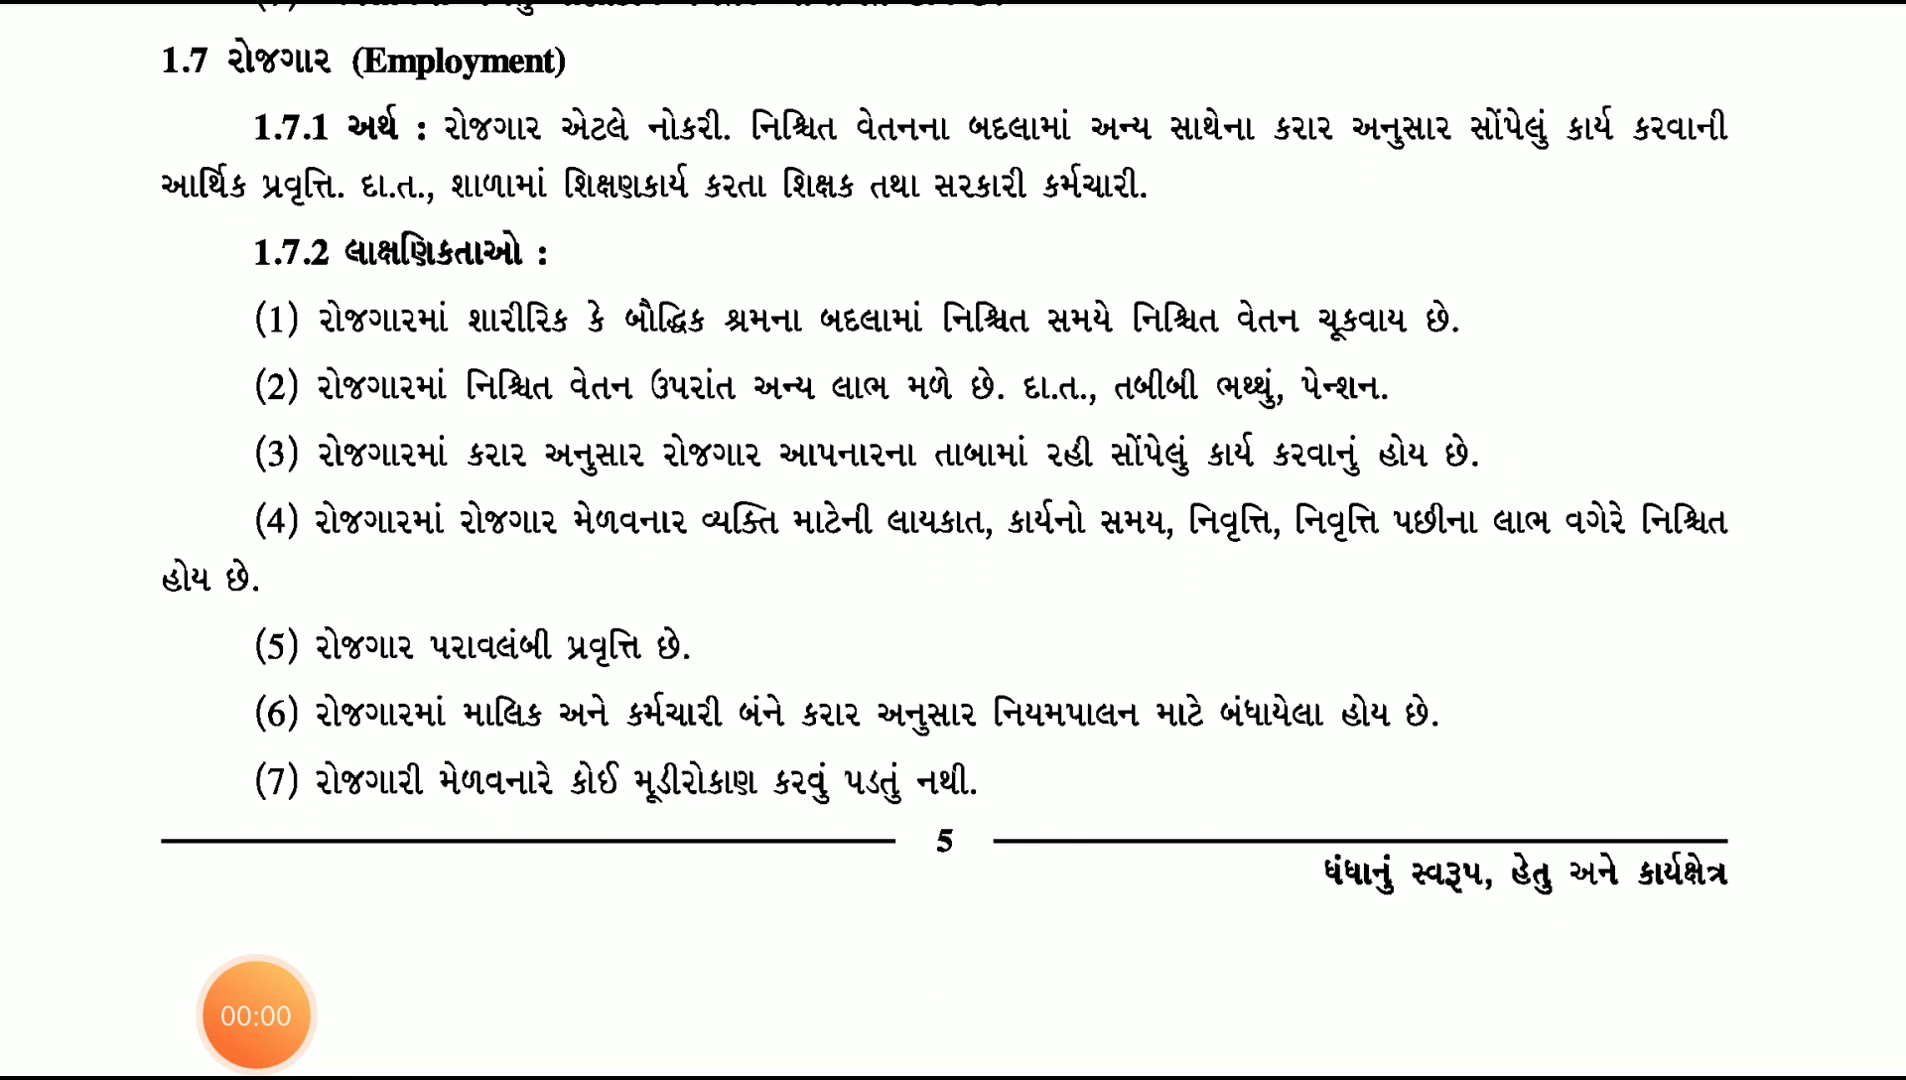 1.7 રોજગાર (Employment)
1.7.1 અર્થ : રોજગાર એટલે નોકરી. નિશ્ચિત વેતનના બદલામાં અન્ય સાથેના કરાર અનુસાર સોંપેલું કાર્ય કરવાની
આર્થિક પ્રવૃત્તિ. દા.ત., શાળામાં શિક્ષણકાર્ય કરતા શિક્ષક તથા સરકારી કર્મચારી.
1.7.2 લાક્ષણિકતાઓ :
(1) રોજગારમાં શારીરિક કે બૌદ્ધિક શ્રમના બદલામાં નિશ્ચિત સમયે નિશ્ચિત વેતન ચૂકવાય છે.
(2) રોજગારમાં નિશ્ચિત વેતન ઉપરાંત અન્ય લાભ મળે છે. દા.ત., તબીબી ભથ્થું, પેન્શન.
(3) રોજગારમાં કરાર અનુસાર રોજગાર આપનારના તાબામાં રહી સોંપેલું કાર્ય કરવાનું હોય છે.
(4) રોજગારમાં રોજગાર મેળવનાર વ્યક્તિ માટેની લાયકાત, કાર્યનો સમય, નિવૃત્તિ, નિવૃત્તિ પછીના લાભ વગેરે નિશ્ચિત
હોય છે.
(5) રોજગાર પરાવલંબી પ્રવૃત્તિ છે.
(6) રોજગારમાં માલિક અને કર્મચારી બંને કરાર અનુસાર નિયમપાલન માટે બંધાયેલા હોય છે.
(7) રોજગારી મેળવનારે કોઈ મૂડીરોકાણ કરવું પડતું નથી.
5
ધંધાનું સ્વરૂપ, હેતુ અને કાર્યક્ષેત્ર
00:00